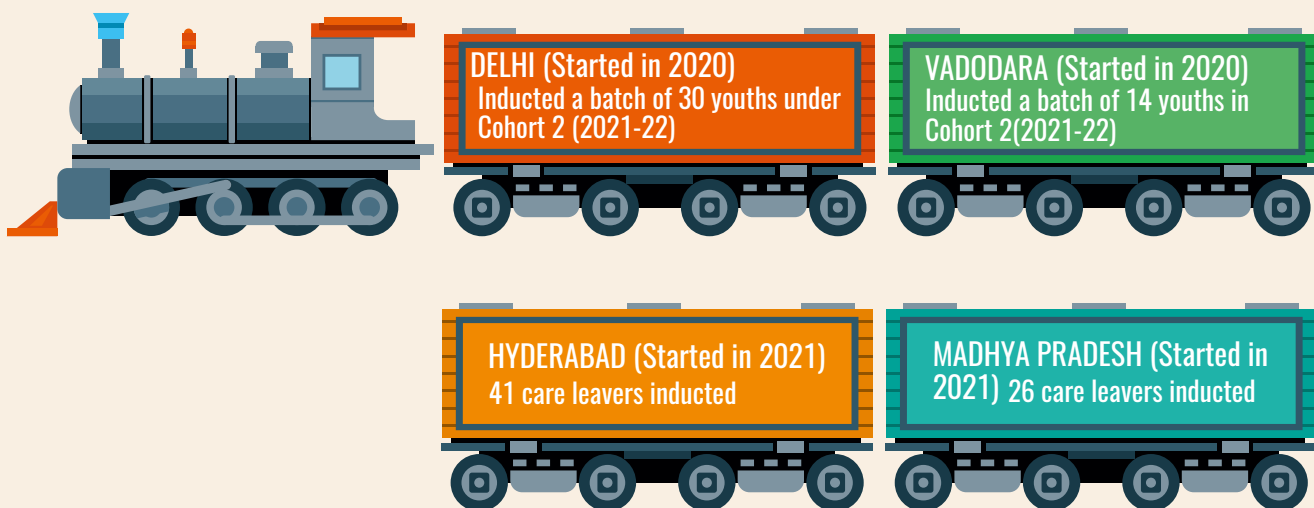 DELHI (Started in 2020)
Inducted a batch of 30 youths under
Cohort 2 (2021-22)
VADODARA (Started in 2020)
Inducted a batch of 14 youths in
Cohort 2(2021-22)
HYDERABAD (Started in 2021)
41 care leavers inducted
MADHYA PRADESH (Started in
2021) 26 care leavers inducted